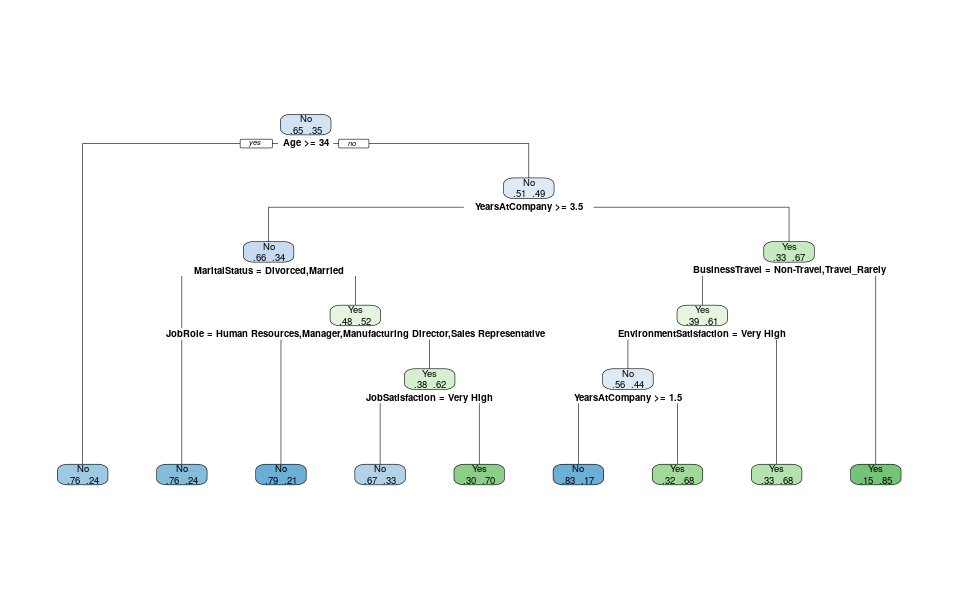 No
.65 .35
yes Age >= 34 no
No
.51 .49
YearsAtCompany >= 3.5
No
.66 .34
MaritalStatus = Divorced,Married
Yes
.33 .67
BusinessTravel = Non-Travel,Travel_Rarely
Yes
.48 .52
JobRole = Human Resources,Manager,Manufacturing Director,Sales Representative
Yes
.39 .61
EnvironmentSatisfaction = Very High
Yes
.38 .62
JobSatisfaction = Very High
No
.56 .44
YearsAtCompany >= 1.5
No
.76 .24
No
.76 .24
No
.79 .21
No
.67 .33
Yes
.30 .70
No
.83 .17
Yes
.32 .68
Yes
.33 .68
Yes
.15 .85